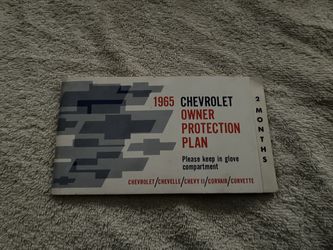 1965 CHEVROLET
OWNER
PROTECTION
PLAN
Please keep in glove
compartment
CHEVROLET/CHEVELLE/CHEVY II/CORVAIR/CORVETTE
2 MONTHS